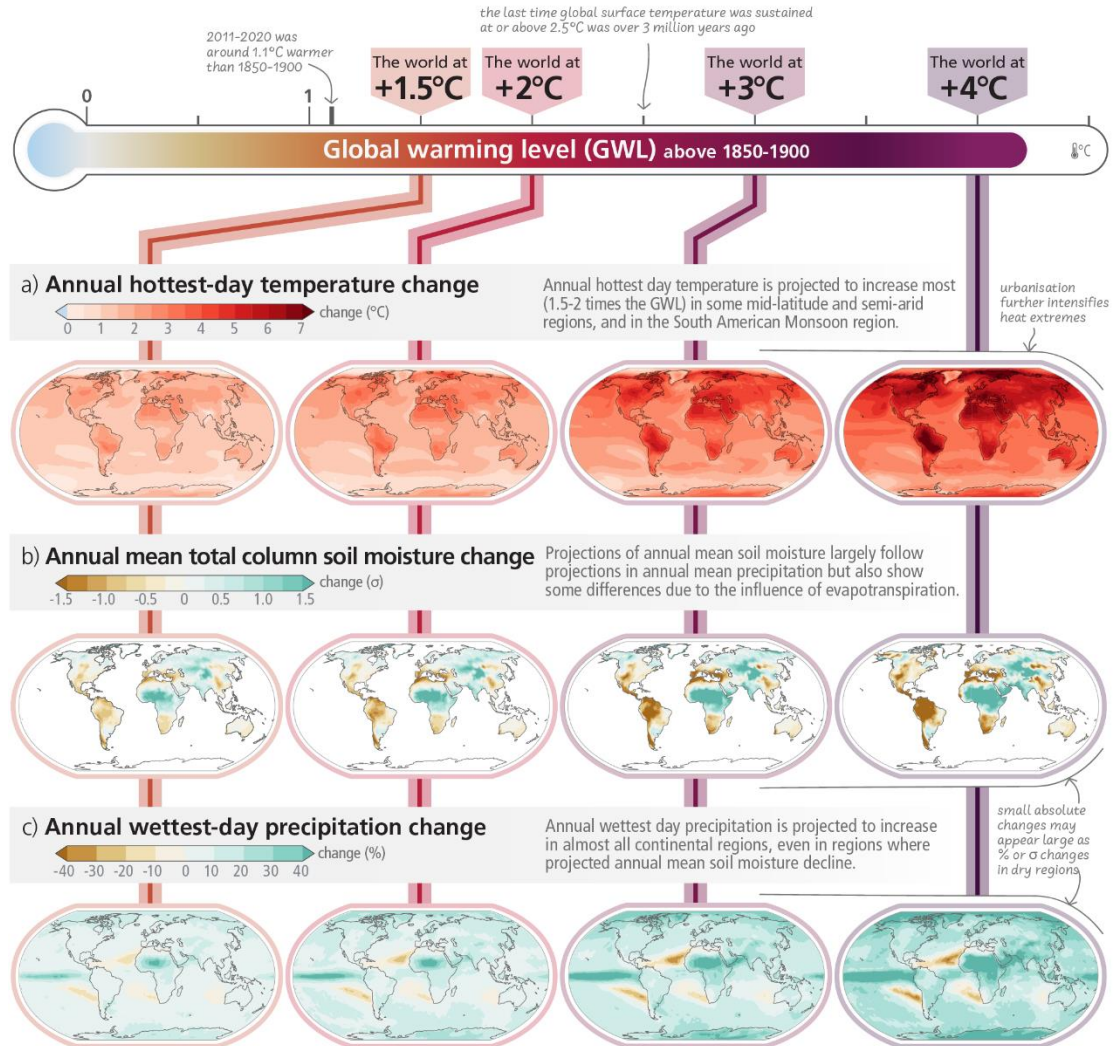 the last time global surface temperature was sustained
at or above 2.5°C was over 3 million years ago
2011-2020 was
around 1.1°C warmer
than 1850-1900
The world at
+1.5°C
The world at
+2°C
The world at
+3°C
The world at
+4°C
0
1
Global warming level (GWL) above 1850-1900
°C
a) Annual hottest-day temperature change
change (°C)
0 1 2 3 4 5 6 7
Annual hottest day temperature is projected to increase most
(1.5-2 times the GWL) in some mid-latitude and semi-arid
regions, and in the South American Monsoon region.
urbanisation
further intensifies
heat extremes
b) Annual mean total column soil moisture change
change (σ)
-1.5 -1.0 -0.5 0 0.5 1.0 1.5
Projections of annual mean soil moisture largely follow
projections in annual mean precipitation but also show
some differences due to the influence of evapotranspiration.
c) Annual wettest-day precipitation change
change (%)
-40 -30 -20 -10 0 10 20 30 40
Annual wettest day precipitation is projected to increase
in almost all continental regions, even in regions where
projected annual mean soil moisture decline.
small absolute
changes may
appear large as
% or σ changes
in dry regions